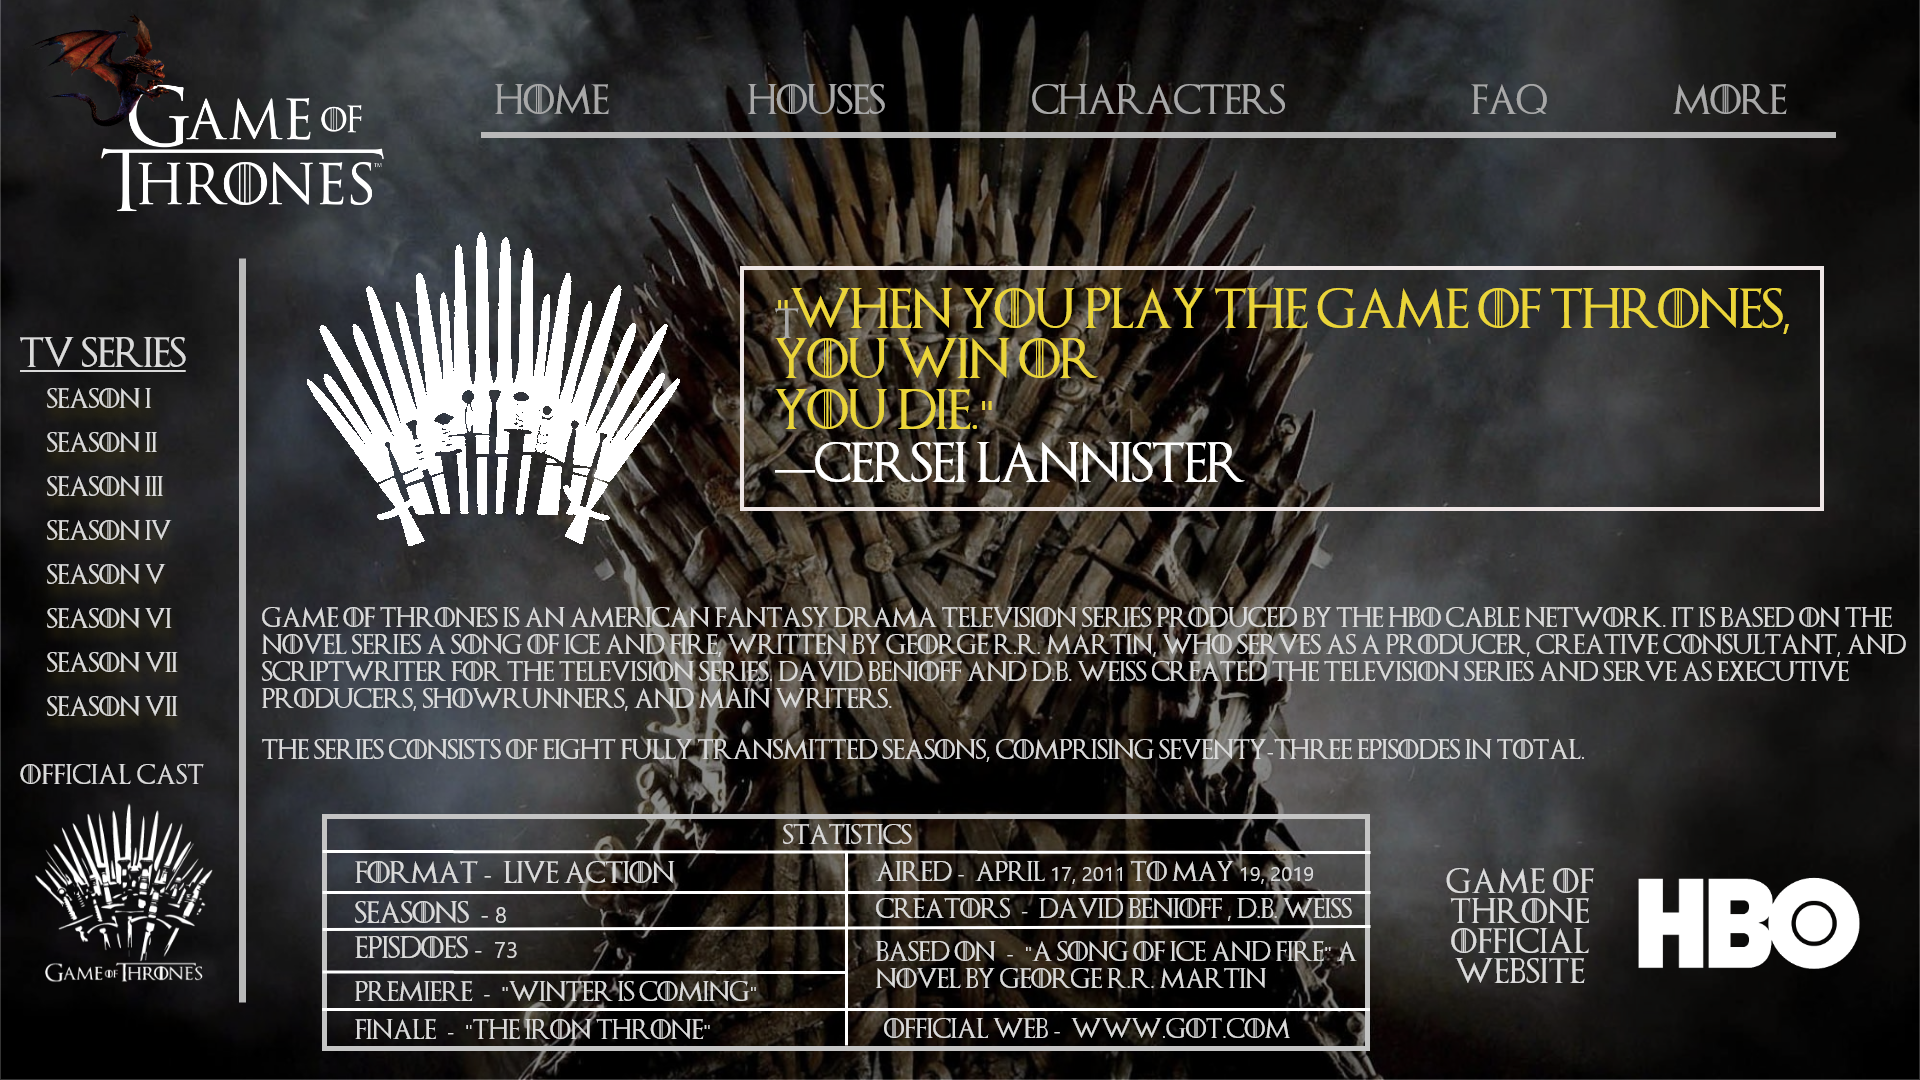 GAME OF
THRONES™
HOME
HOUSES
CHARACTERS
FAQ
MORE
TV SERIES
SEASON I
SEASON II
SEASON III
SEASON IV
SEASON V
SEASON VI
SEASON VII
SEASON VII
OFFICIAL CAST
GAME OF THRONES
"WHEN YOU PLAY THE GAME OF THRONES,
YOU WIN OR
YOU DIE."
—CERSEI LANNISTER
GAME OF THRONES IS AN AMERICAN FANTASY DRAMA TELEVISION SERIES PRODUCED BY THE HBO CABLE NETWORK. IT IS BASED ON THE
NOVEL SERIES A SONG OF ICE AND FIRE, WRITTEN BY GEORGE R.R. MARTIN, WHO SERVES AS A PRODUCER, CREATIVE CONSULTANT, AND
SCRIPTWRITER FOR THE TELEVISION SERIES. DAVID BENIOFF AND D.B. WEISS CREATED THE TELEVISION SERIES AND SERVE AS EXECUTIVE
PRODUCERS, SHOWRUNNERS, AND MAIN WRITERS.
THE SERIES CONSISTS OF EIGHT FULLY TRANSMITTED SEASONS, COMPRISING SEVENTY-THREE EPISODES IN TOTAL.
STATISTICS
FORMAT - LIVE ACTION
SEASONS - 8
EPISDOES - 73
PREMIERE - "WINTER IS COMING"
FINALE - "THE IRON THRONE"
AIRED - APRIL 17, 2011 TO MAY 19, 2019
CREATORS - DAVID BENIOFF , D.B. WEISS
BASED ON - "A SONG OF ICE AND FIRE" A
NOVEL BY GEORGE R.R. MARTIN
OFFICIAL WEB - WWW.GOT.COM
GAME OF
THRONE
OFFICIAL
WEBSITE
HBO